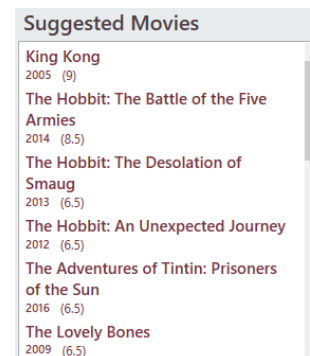 Suggested Movies
King Kong
2005 (9)
The Hobbit: The Battle of the Five
Armies
2014 (8.5)
The Hobbit: The Desolation of
Smaug
2013 (6.5)
The Hobbit: An Unexpected Journey
2012 (6.5)
The Adventures of Tintin: Prisoners
of the Sun
2016 (6.5)
The Lovely Bones
2009 (6.5)